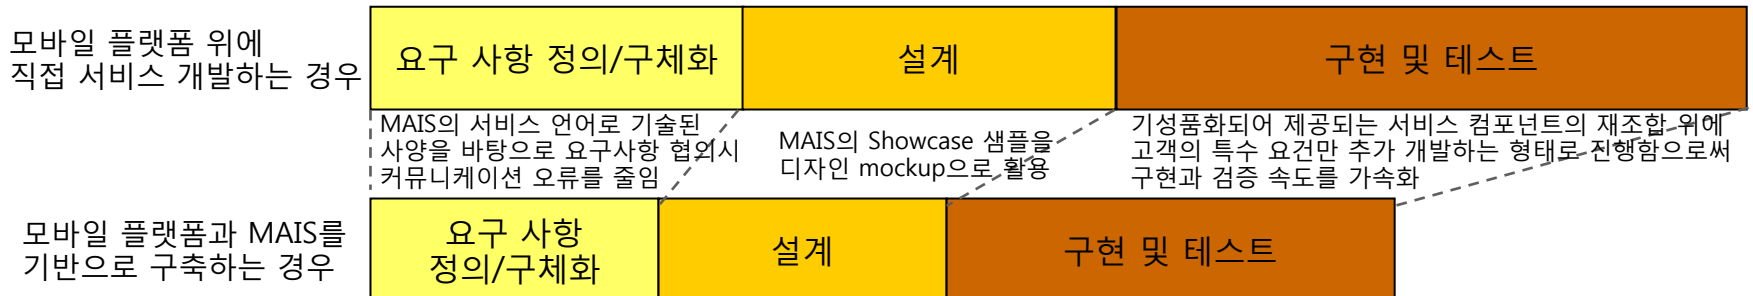 모바일 플랫폼 위에
직접 서비스 개발하는 경우
요구 사항 정의/구체화
설계
구현 및 테스트
MAIS의 서비스 언어로 기술된
사양을 바탕으로 요구사항 협의시
커뮤니케이션 오류를 줄임
MAIS의 Showcase 샘플을
디자인 mockup으로 활용
기성품화되어 제공되는 서비스 컴포넌트의 재조합 위에
고객의 특수 요건만 추가 개발하는 형태로 진행함으로써
구현과 검증 속도를 가속화
모바일 플랫폼과 MAIS를
기반으로 구축하는 경우
요구 사항
정의/구체화
설계
구현 및 테스트